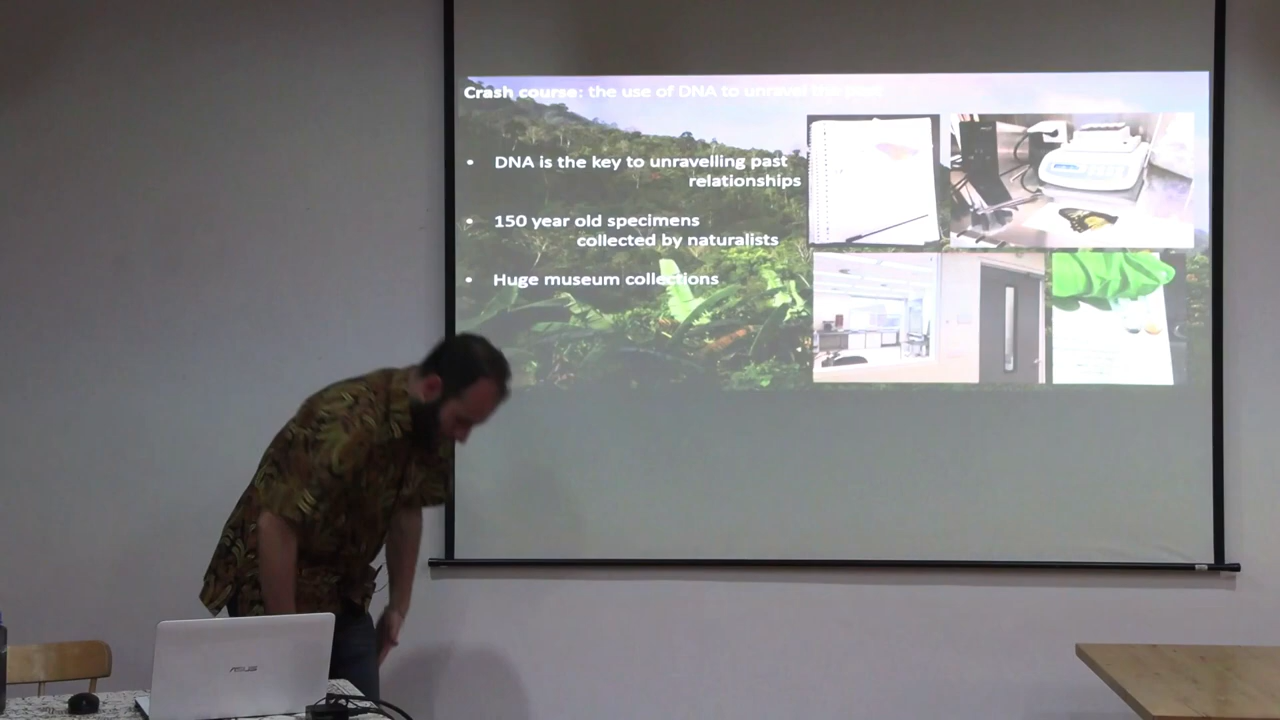 Crash course: the use of DNA to unravel the past
• DNA is the key to unravelling past
relationships
• 150 year old specimens
collected by naturalists
• Huge museum collections
ASUS